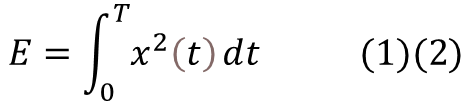 E = ∫₀ᵀ x²(t) dt (1)(2)